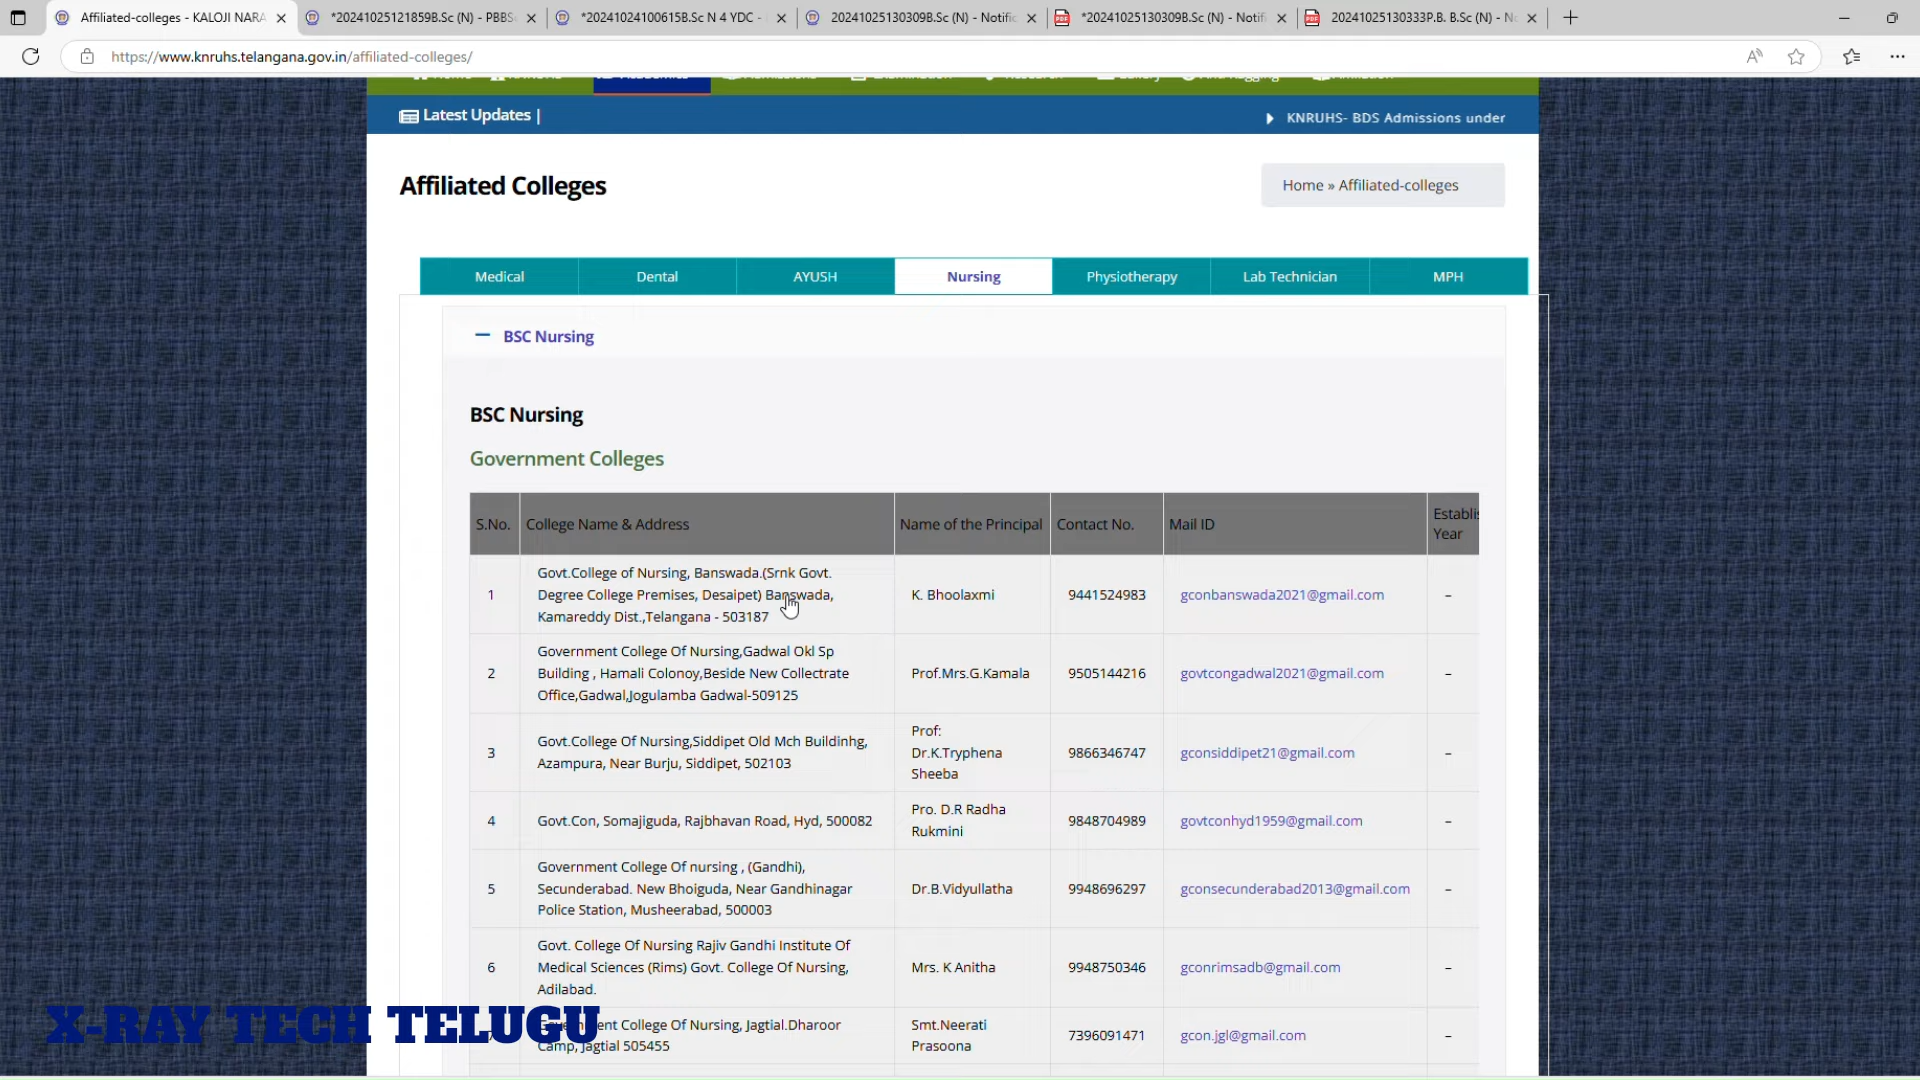 Affiliated Colleges - KALOJI NARA
*20241025121859B.Sc (N) - PBBS
*20241024100615B.Sc N 4 YDC -
20241025130309B.Sc (N) - Notific
*20241025130309B.Sc (N) - Notifi
20241025130333P.B. B.Sc (N) - No
https://www.knruhs.telangana.gov.in/affiliated-colleges/
Latest Updates |
KNRUHS- BDS Admissions under
Affiliated Colleges
Home » Affiliated-colleges
Medical
Dental
AYUSH
Nursing
Physiotherapy
Lab Technician
MPH
BSC Nursing
BSC Nursing
Government Colleges
S.No.
College Name & Address
Name of the Principal
Contact No.
Mail ID
Establis
Year
1
Govt.College of Nursing, Banswada.(Srnk Govt.
Degree College Premises, Desaipet) Banswada,
Kamareddy Dist.,Telangana - 503187
K. Bhoolaxmi
9441524983
gconbanswada2021@gmail.com
–
2
Government College Of Nursing,Gadwal Okl Sp
Building , Hamali Colonoy,Beside New Collectrate
Office,Gadwal,Jogulamba Gadwal-509125
Prof.Mrs.G.Kamala
9505144216
govtcongadwal2021@gmail.com
–
3
Govt.College Of Nursing,Siddipet Old Mch Buildinhg,
Azampura, Near Burju, Siddipet, 502103
Prof:
Dr.K.Tryphena
Sheeba
9866346747
gconsiddipet21@gmail.com
–
4
Govt.Con, Somajiguda, Rajbhavan Road, Hyd, 500082
Pro. D.R Radha
Rukmini
9848704989
govtconhyd1959@gmail.com
–
5
Government College Of nursing , (Gandhi),
Secunderabad. New Bhoiguda, Near Gandhinagar
Police Station, Musheerabad, 500003
Dr.B.Vidyullatha
9948696297
gconsecunderabad2013@gmail.com
–
6
Govt. College Of Nursing Rajiv Gandhi Institute Of
Medical Sciences (Rims) Govt. College Of Nursing,
Adilabad.
Mrs. K Anitha
9948750346
gconrimsadb@gmail.com
–
College Of Nursing, Jagtial.Dharoor
Camp, Jagtial 505455
Smt.Neerati
Prasoona
7396091471
gcon.jgl@gmail.com
–
X-RAY TECH TELUGU